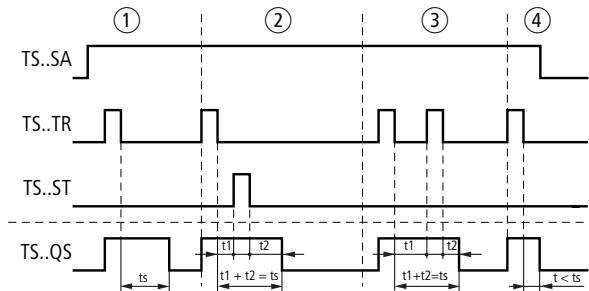 ① ② ③ ④
TS..SA
TS..TR
TS..ST
TS..QS
t1 t2 t1 t2
ts t1 + t2 = ts t1+t2=ts t < ts